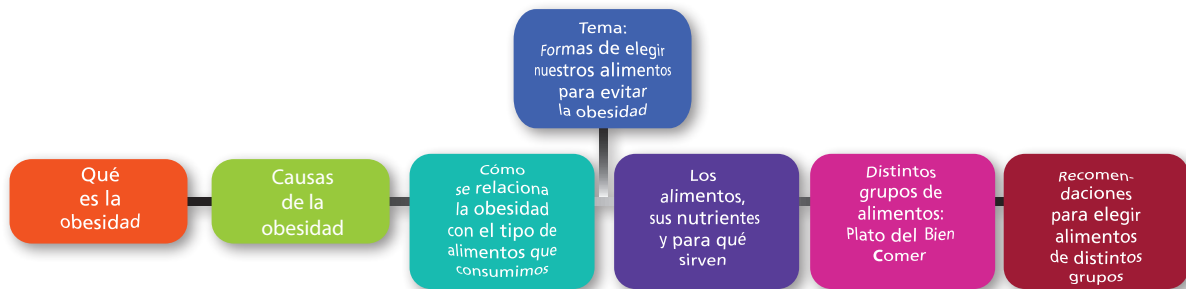 Tema:
Formas de elegir
nuestros alimentos
para evitar
la obesidad
Qué
es la
obesidad
Causas
de la
obesidad
Cómo
se relaciona
la obesidad
con el tipo de
alimentos que
consumimos
Los
alimentos,
sus nutrientes
y para qué
sirven
Distintos
grupos de
alimentos:
Plato del Bien
Comer
Recomen-
daciones
para elegir
alimentos
de distintos
grupos